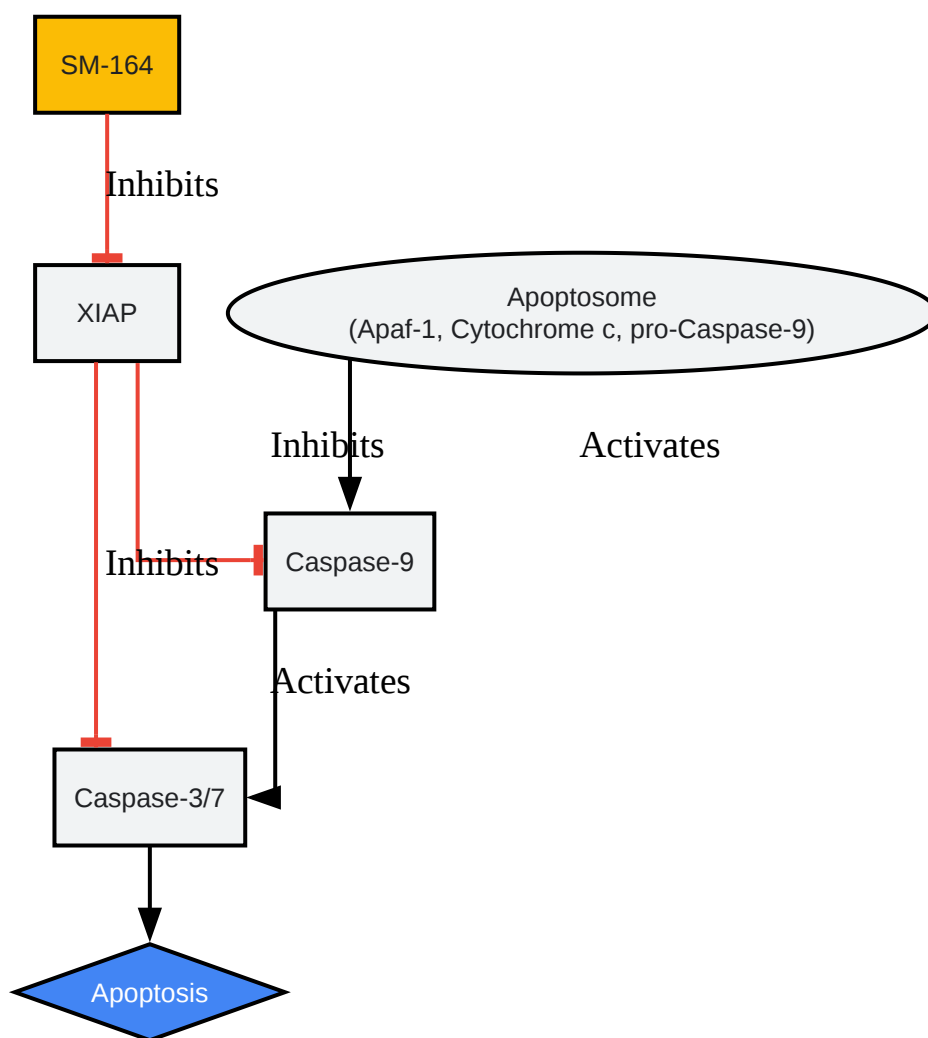 SM-164
Inhibits
XIAP
Apoptosome
(Apaf-1, Cytochrome c, pro-Caspase-9)
Inhibits
Activates
Inhibits
Caspase-9
Activates
Caspase-3/7
Apoptosis